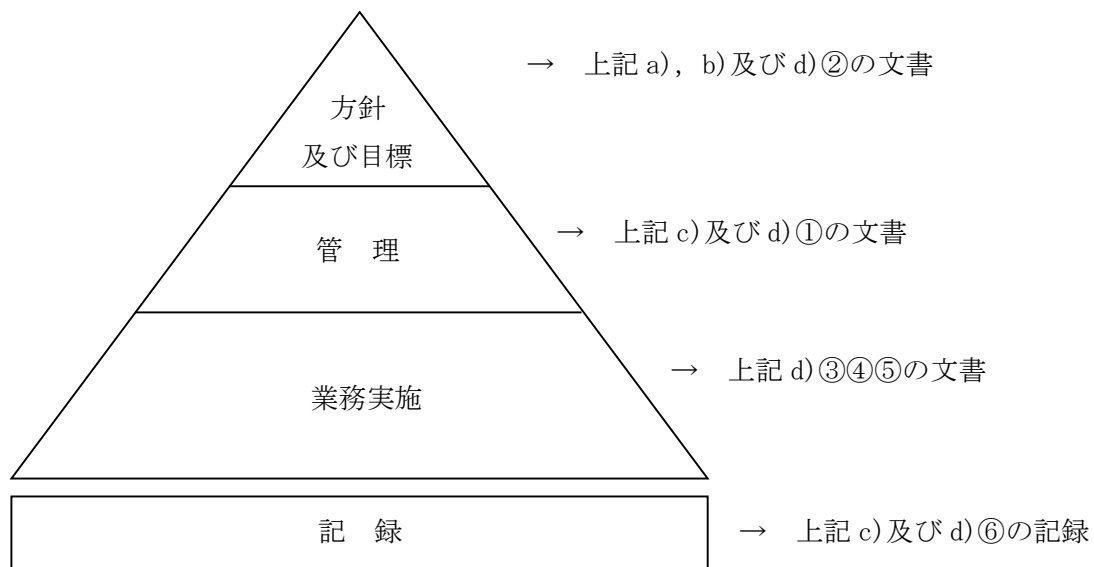 → 上記 a), b)及び d)②の文書
方針
及び目標
→ 上記 c)及び d)①の文書
管 理
→ 上記 d)③④⑤の文書
業務実施
記 録
→ 上記 c)及び d)⑥の記録